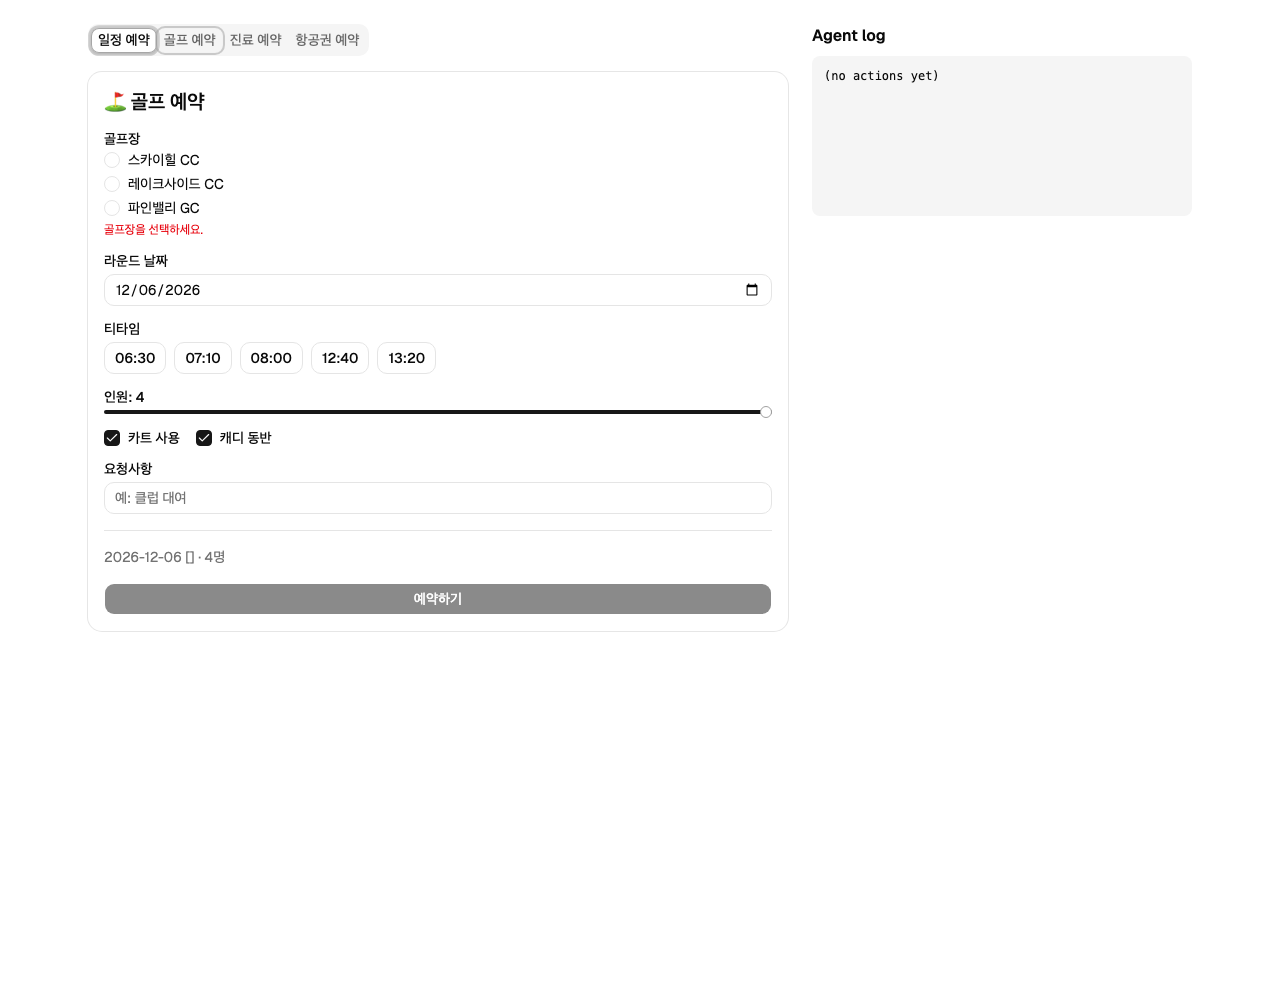 일정 예약 골프 예약 진료 예약 항공권 예약
골프 예약
골프장
스카이힐 CC
레이크사이드 CC
파인밸리 GC
골프장을 선택하세요.
라운드 날짜
12/06/2026
티타임
06:30 07:10 08:00 12:40 13:20
인원: 4
카트 사용 캐디 동반
요청사항
예: 클럽 대여
2026-12-06 [] · 4명
예약하기
Agent log
(no actions yet)